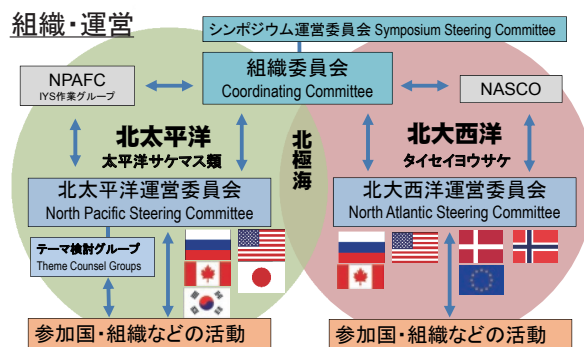 組織・運営
シンポジウム運営委員会 Symposium Steering Committee
組織委員会
Coordinating Committee
NPAFC
IYS作業グループ
NASCO
北太平洋
太平洋サケマス類
北極海
北大西洋
タイセイヨウサケ
北太平洋運営委員会
North Pacific Steering Committee
北大西洋運営委員会
North Atlantic Steering Committee
テーマ検討グループ
Theme Counsel Groups
参加国・組織などの活動
参加国・組織などの活動